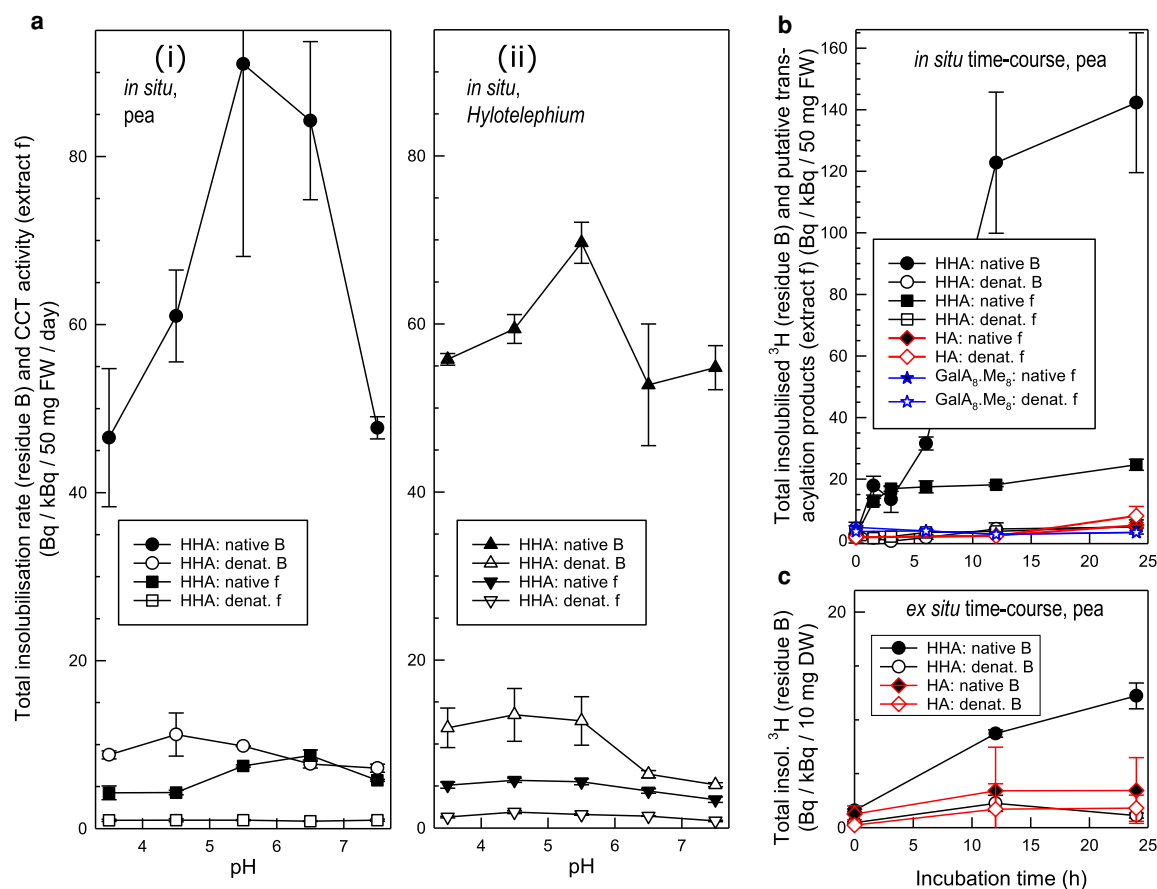 a
Total insolubilisation rate (residue B) and CCT activity (extract f)
(Bq / kBq / 50 mg FW / day)
(i)
in situ,
pea
80
60
40
20
0
HHA: native B
HHA: denat. B
HHA: native f
HHA: denat. f
4 5 6 7
pH
(ii)
in situ,
Hylotelephium
80
60
40
20
0
HHA: native B
HHA: denat. B
HHA: native f
HHA: denat. f
4 5 6 7
pH
b
Total insolubilised ³H (residue B) and putative trans-
acylation products (extract f) (Bq / kBq / 50 mg FW)
in situ time-course, pea
160
140
120
100
80
60
40
20
0
HHA: native B
HHA: denat. B
HHA: native f
HHA: denat. f
HA: native f
HA: denat. f
GalA₈.Me₈: native f
GalA₈.Me₈: denat. f
0 5 10 15 20 25
c
Total insol. ³H (residue B)
(Bq / kBq / 10 mg DW)
ex situ time-course, pea
20
10
0
HHA: native B
HHA: denat. B
HA: native B
HA: denat. B
0 5 10 15 20 25
Incubation time (h)